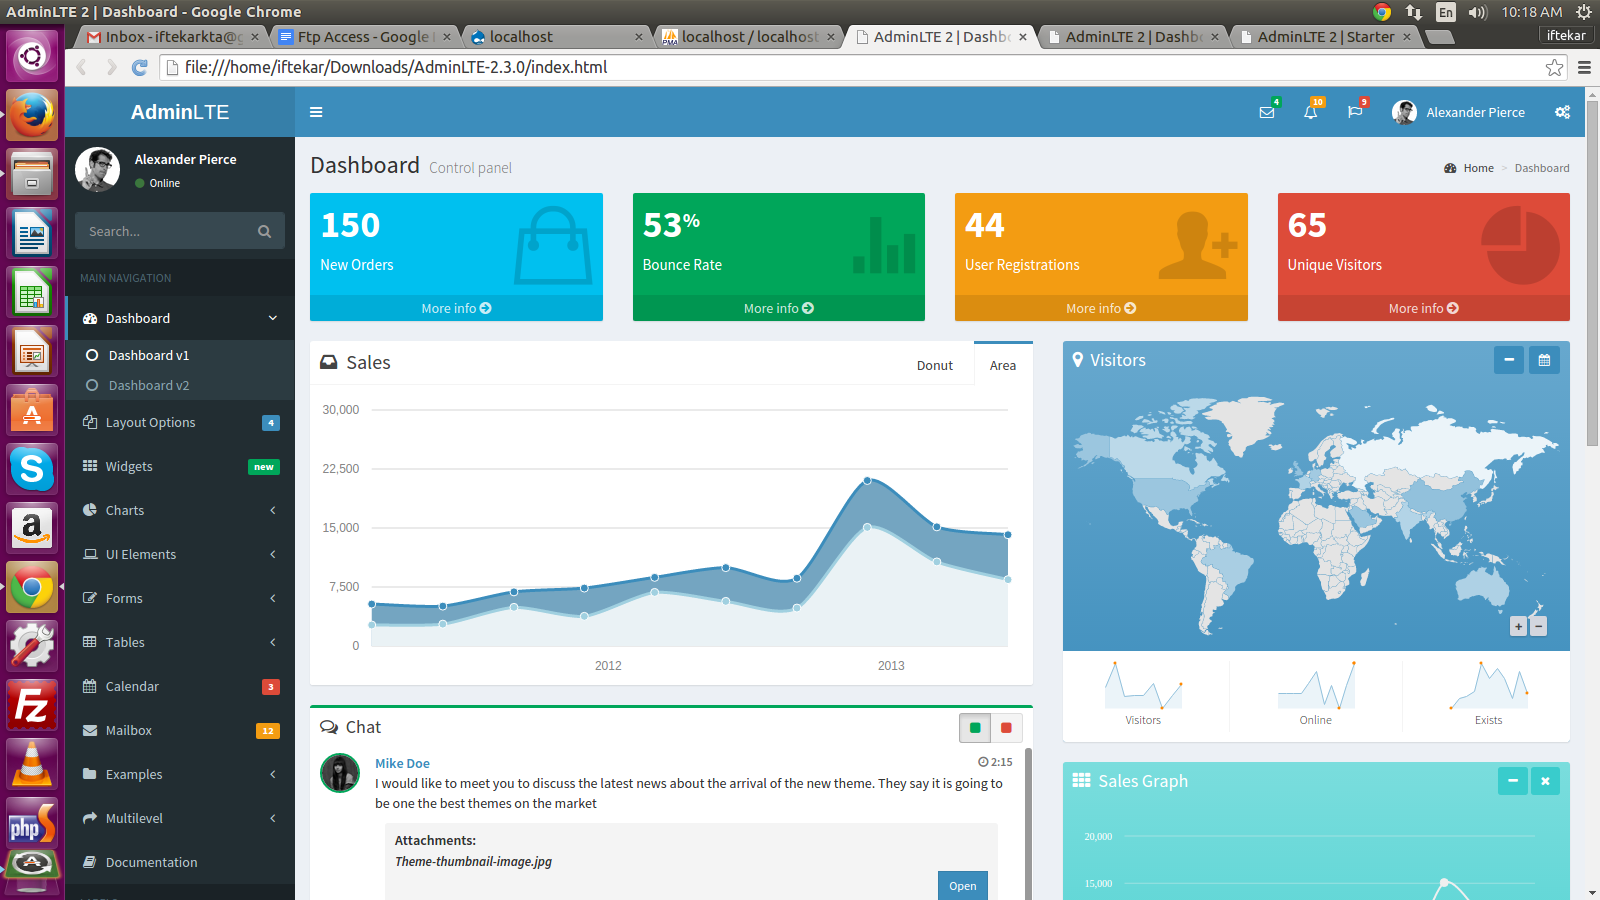 AdminLTE 2 | Dashboard - Google Chrome
En
10:18 AM
Inbox - iftekarkta@g
Ftp Access - Google
localhost
localhost / localhost
AdminLTE 2 | Dashb
AdminLTE 2 | Dashb
AdminLTE 2 | Starter
iftekar
file:///home/iftekar/Downloads/AdminLTE-2.3.0/index.html
AdminLTE
4
10
9
Alexander Pierce
Alexander Pierce
Online
Search...
MAIN NAVIGATION
Dashboard
Dashboard v1
Dashboard v2
Layout Options 4
Widgets new
Charts
UI Elements
Forms
Tables
Calendar 3
Mailbox 12
Examples
Multilevel
Documentation
Dashboard Control panel
Home > Dashboard
150
New Orders
More info
53%
Bounce Rate
More info
44
User Registrations
More info
65
Unique Visitors
More info
Sales
Donut
Area
30,000
22,500
15,000
7,500
0
2012
2013
Visitors
+ −
Visitors
Online
Exists
Chat
Mike Doe
2:15
I would like to meet you to discuss the latest news about the arrival of the new theme. They say it is going to
be one the best themes on the market
Attachments:
Theme-thumbnail-image.jpg
Open
Sales Graph
20,000
15,000
a
S
Fz
php
PMA